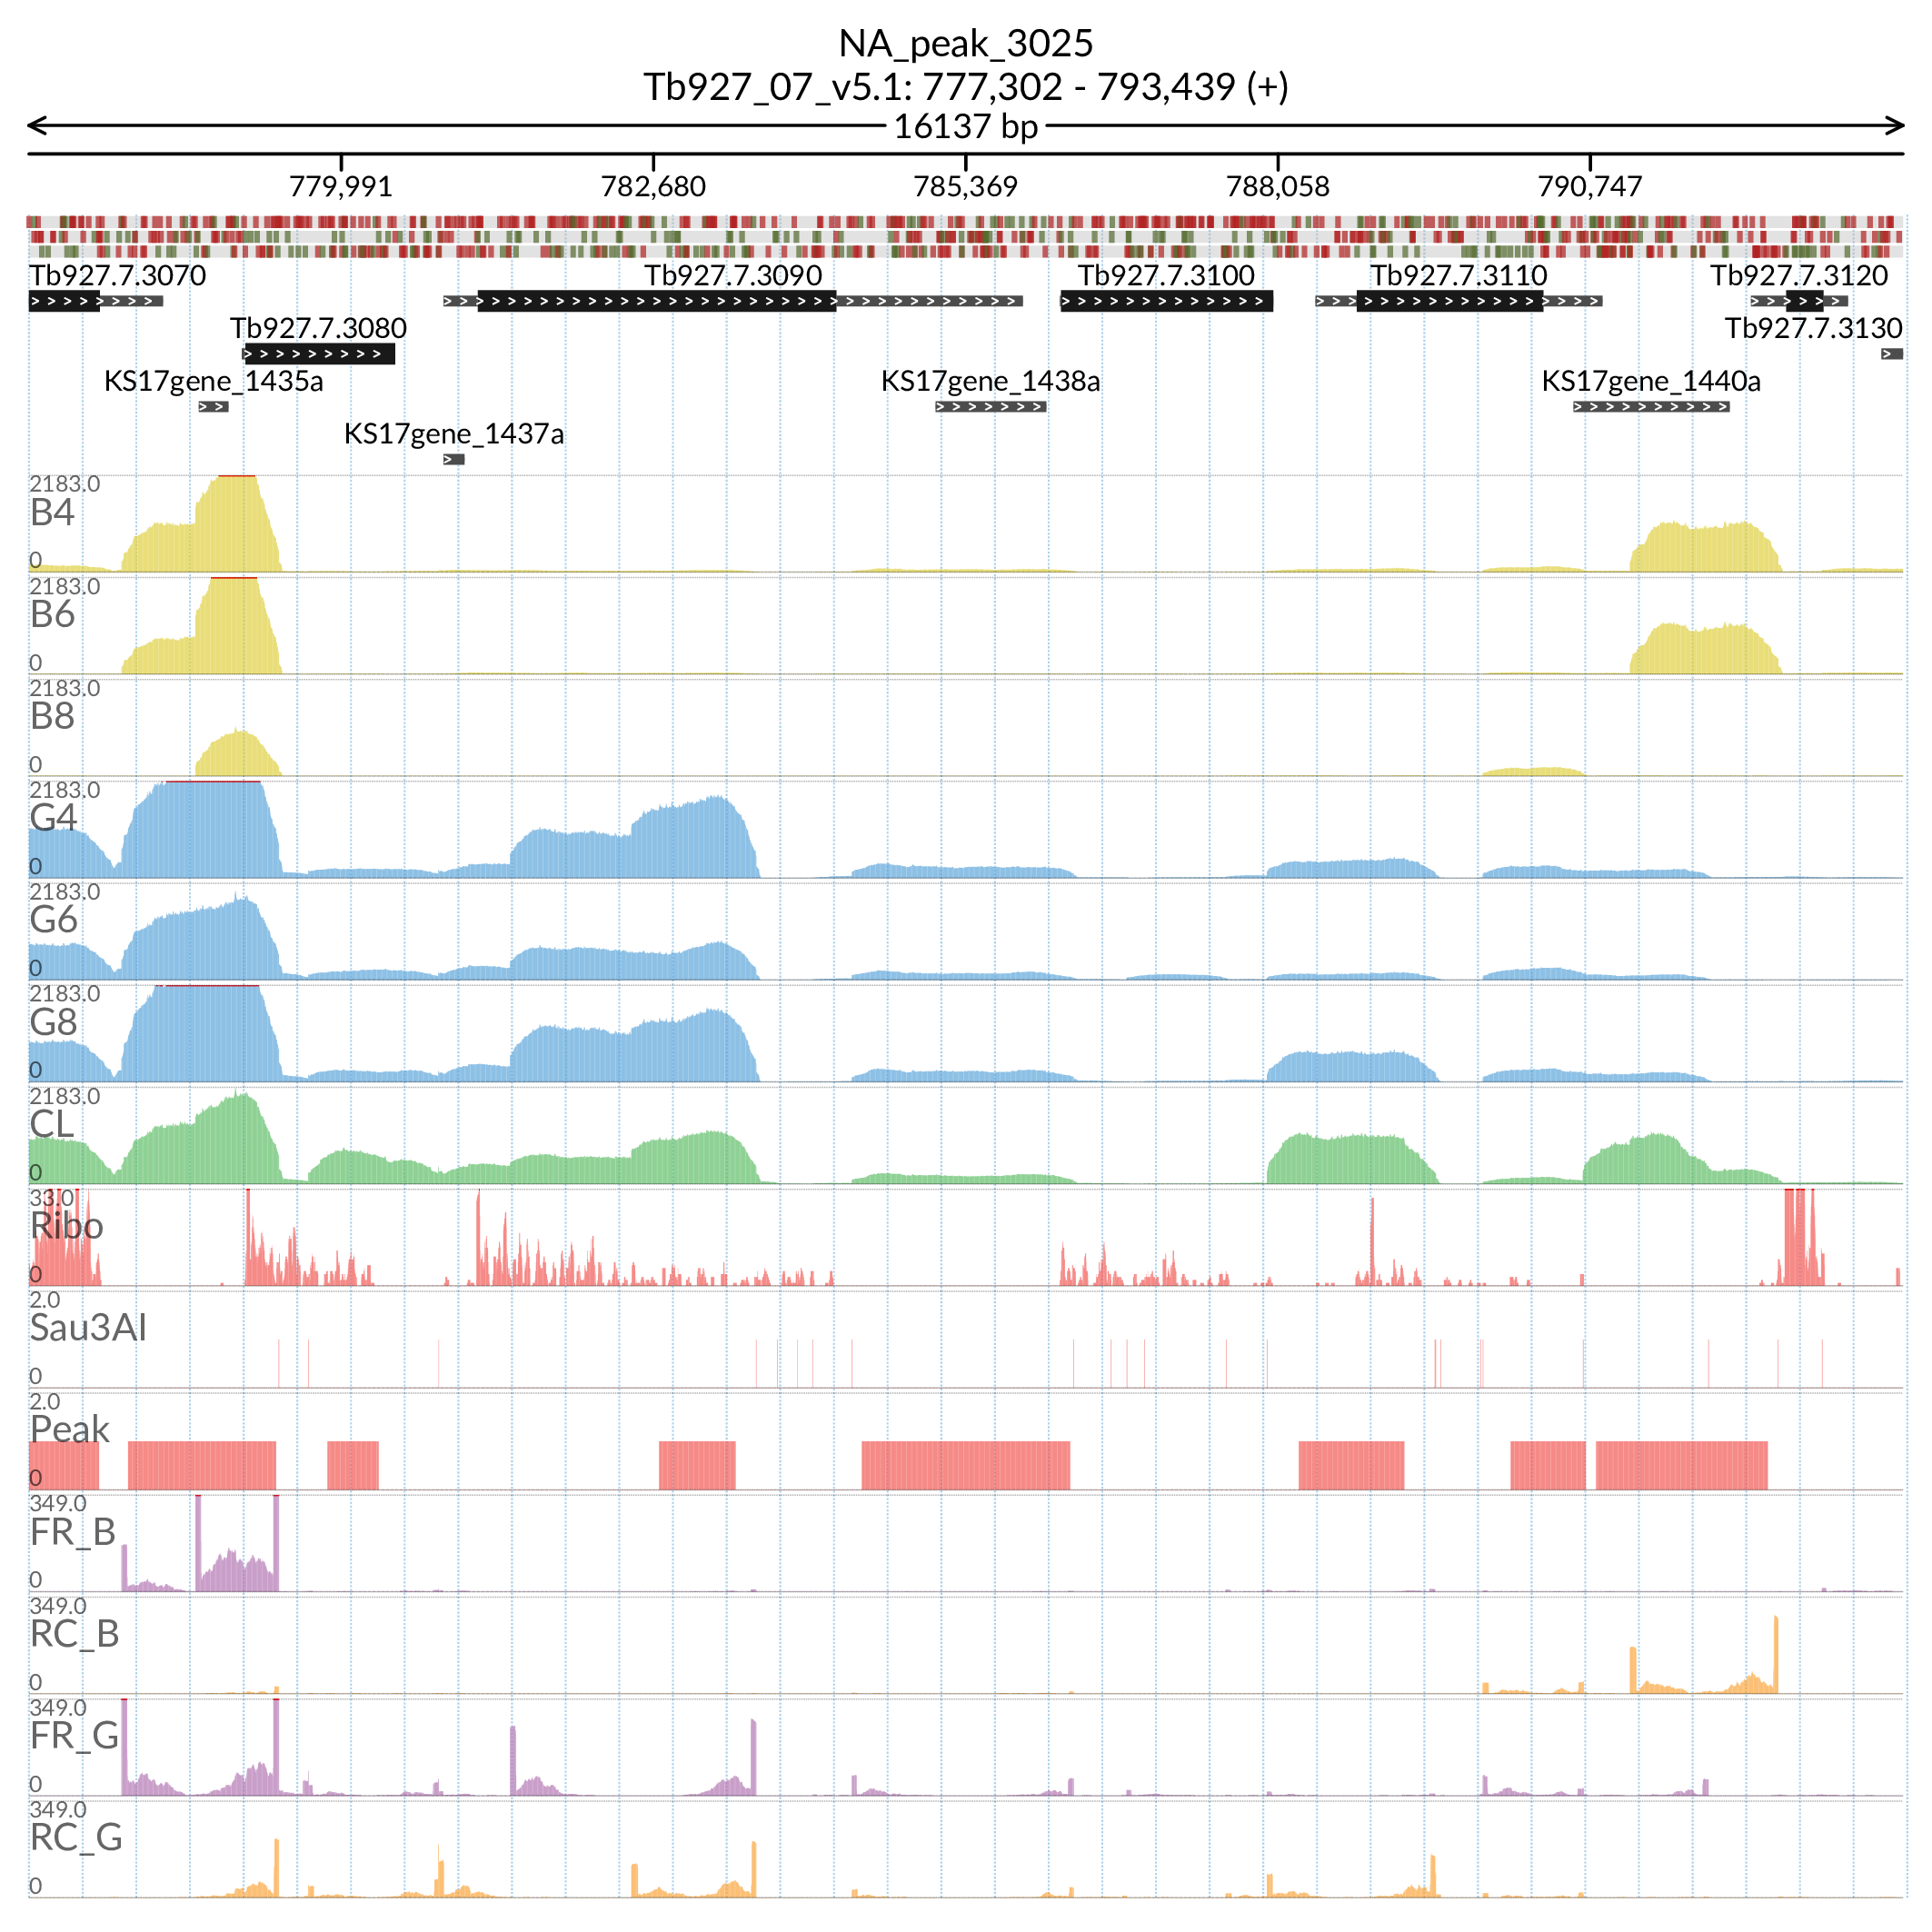 NA_peak_3025
Tb927_07_v5.1: 777,302 - 793,439 (+)
16137 bp
779,991 782,680 785,369 788,058 790,747
Tb927.7.3070 Tb927.7.3090 Tb927.7.3100 Tb927.7.3110 Tb927.7.3120
Tb927.7.3080 Tb927.7.3130
KS17gene_1435a KS17gene_1438a KS17gene_1440a
KS17gene_1437a
2183.0
B4
0
2183.0
B6
0
2183.0
B8
0
2183.0
G4
0
2183.0
G6
0
2183.0
G8
0
2183.0
CL
0
33.0
Ribo
0
2.0
Sau3AI
0
2.0
Peak
0
349.0
FR_B
0
349.0
RC_B
0
349.0
FR_G
0
349.0
RC_G
0